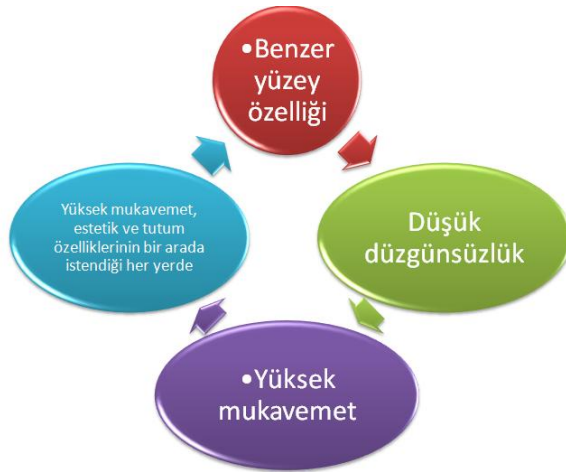 •Benzer
yüzey
özelliği
Düşük
düzgünsüzlük
•Yüksek
mukavemet
Yüksek mukavemet,
estetik ve tutum
özelliklerinin bir arada
istendiği her yerde